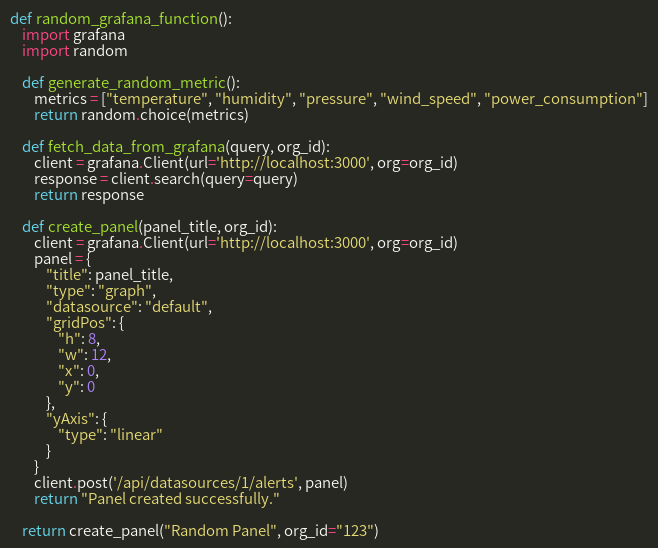 def random_grafana_function():
    import grafana
    import random

    def generate_random_metric():
        metrics = ["temperature", "humidity", "pressure", "wind_speed", "power_consumption"]
        return random.choice(metrics)

    def fetch_data_from_grafana(query, org_id):
        client = grafana.Client(url='http://localhost:3000', org=org_id)
        response = client.search(query=query)
        return response

    def create_panel(panel_title, org_id):
        client = grafana.Client(url='http://localhost:3000', org=org_id)
        panel = {
            "title": panel_title,
            "type": "graph",
            "datasource": "default",
            "gridPos": {
                "h": 8,
                "w": 12,
                "x": 0,
                "y": 0
            },
            "yAxis": {
                "type": "linear"
            }
        }
        client.post('/api/datasources/1/alerts', panel)
        return "Panel created successfully."

    return create_panel("Random Panel", org_id="123")